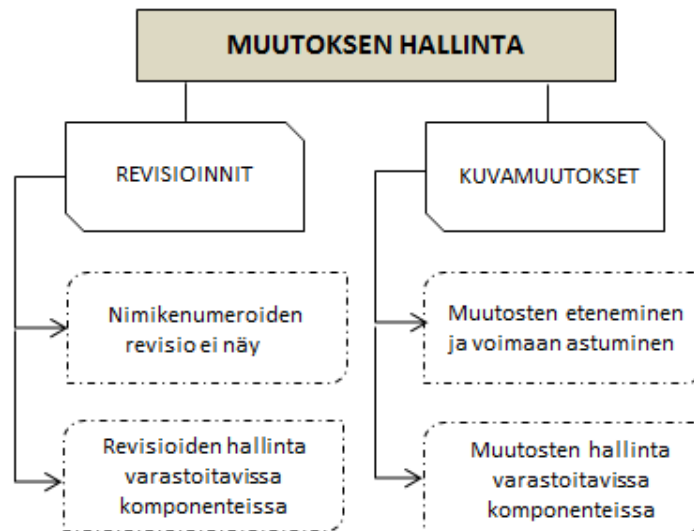 MUUTOKSEN HALLINTA
REVISIOINNIT
KUVAMUUTOKSET
Nimikenumeroiden
revisio ei näy
Muutosten eteneminen
ja voimaan astuminen
Revisioiden hallinta
varastoitavissa
komponenteissa
Muutosten hallinta
varastoitavissa
komponenteissa